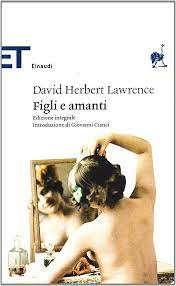 ET
Einaudi
David Herbert Lawrence
Figli e amanti
Edizione integrale
Introduzione di Giovanni Cianci